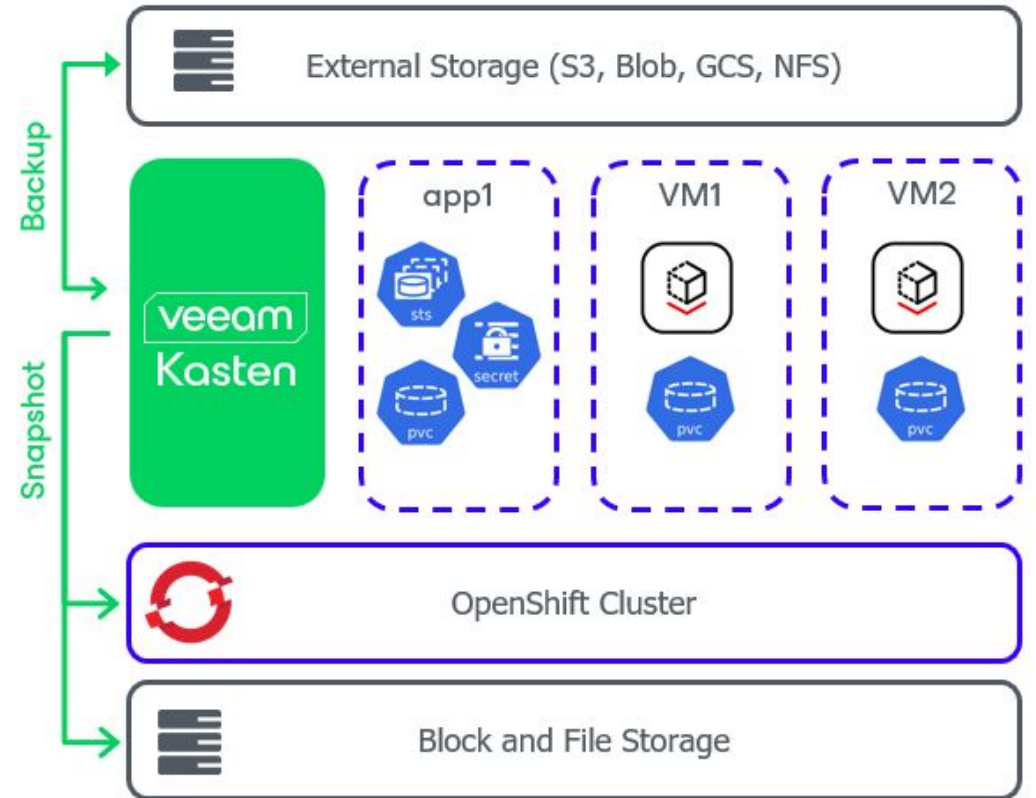 External Storage (S3, Blob, GCS, NFS)
Backup
Snapshot
veeam
Kasten
app1
sts
secret
pvc
VM1
pvc
VM2
pvc
OpenShift Cluster
Block and File Storage